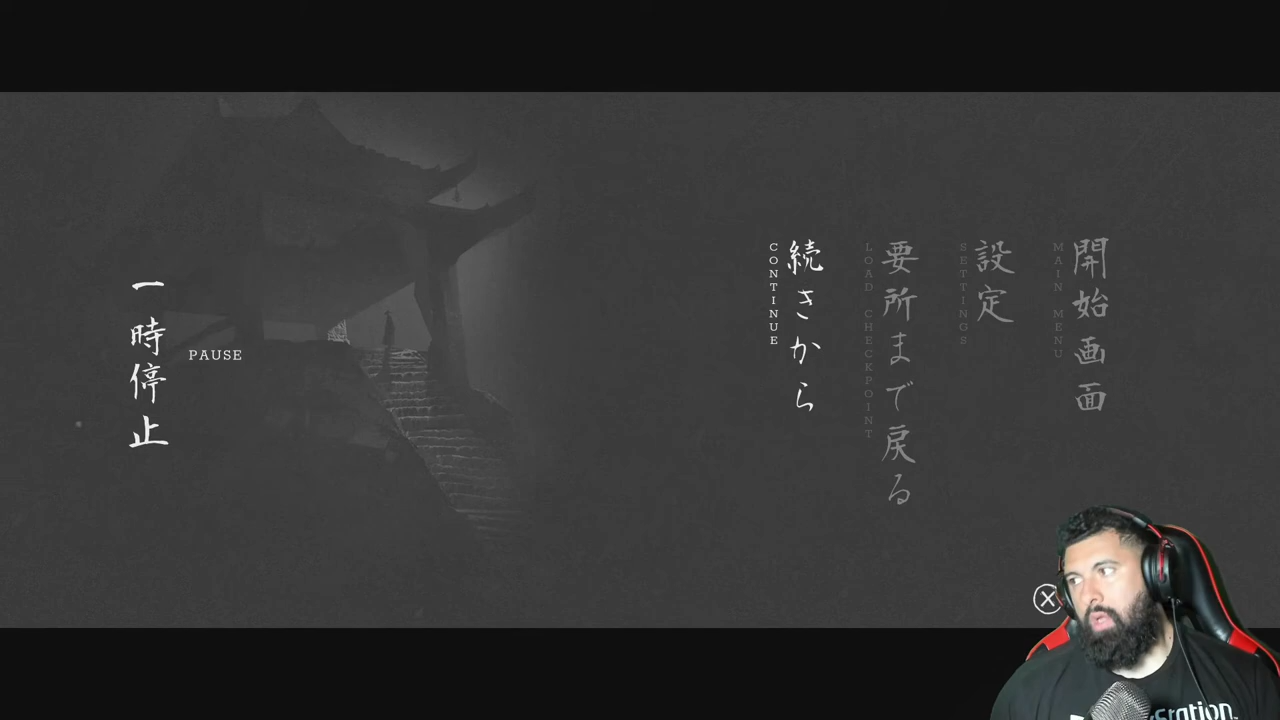 一時停止
PAUSE
続きから
CONTINUE
要所まで戻る
LOAD CHECKPOINT
設定
SETTINGS
開始画面
MAIN MENU